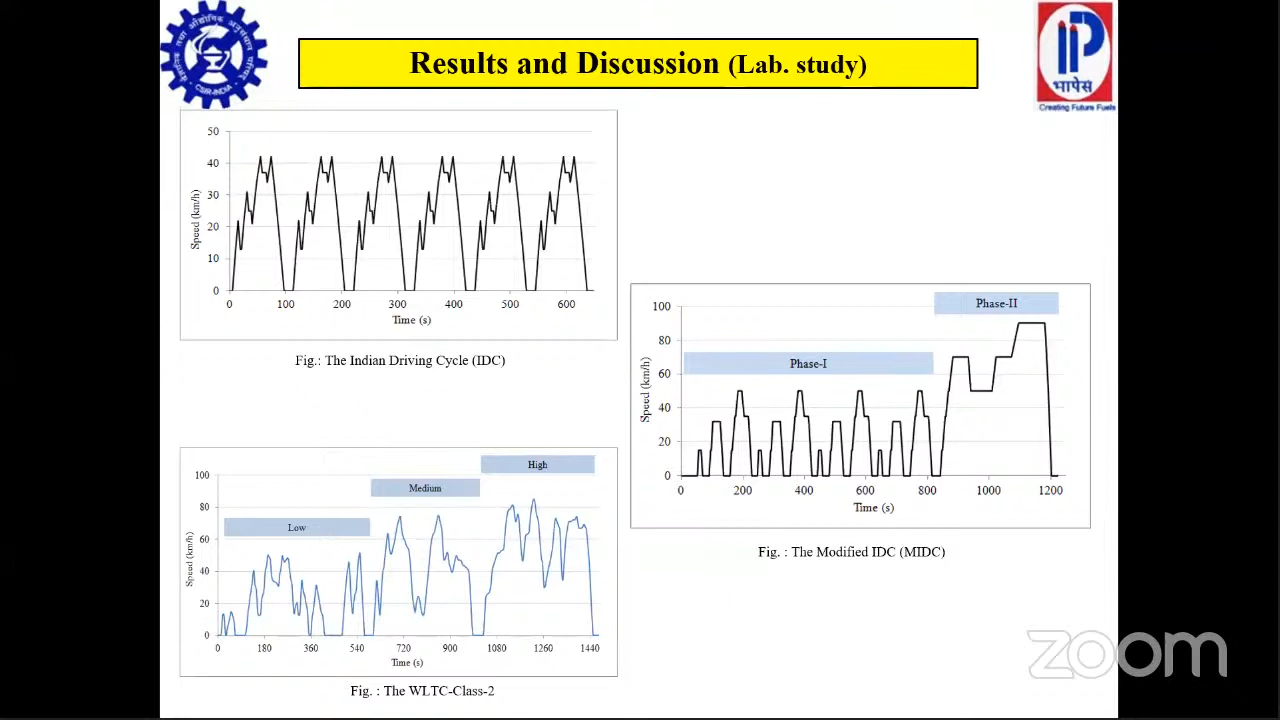 Results and Discussion (Lab. study)
CSIR-INDIA
भापेसं
Creating Future Fuels
50
40
30
20
10
0
Speed (km/h)
0 100 200 300 400 500 600
Time (s)
Fig.: The Indian Driving Cycle (IDC)
Phase-II
Phase-I
100
80
60
40
20
0
Speed (km/h)
0 200 400 600 800 1000 1200
Time (s)
Fig. : The Modified IDC (MIDC)
High
Medium
Low
100
80
60
40
20
0
Speed (km/h)
0 180 360 540 720 900 1080 1260 1440
Time (s)
Fig. : The WLTC-Class-2
zoom